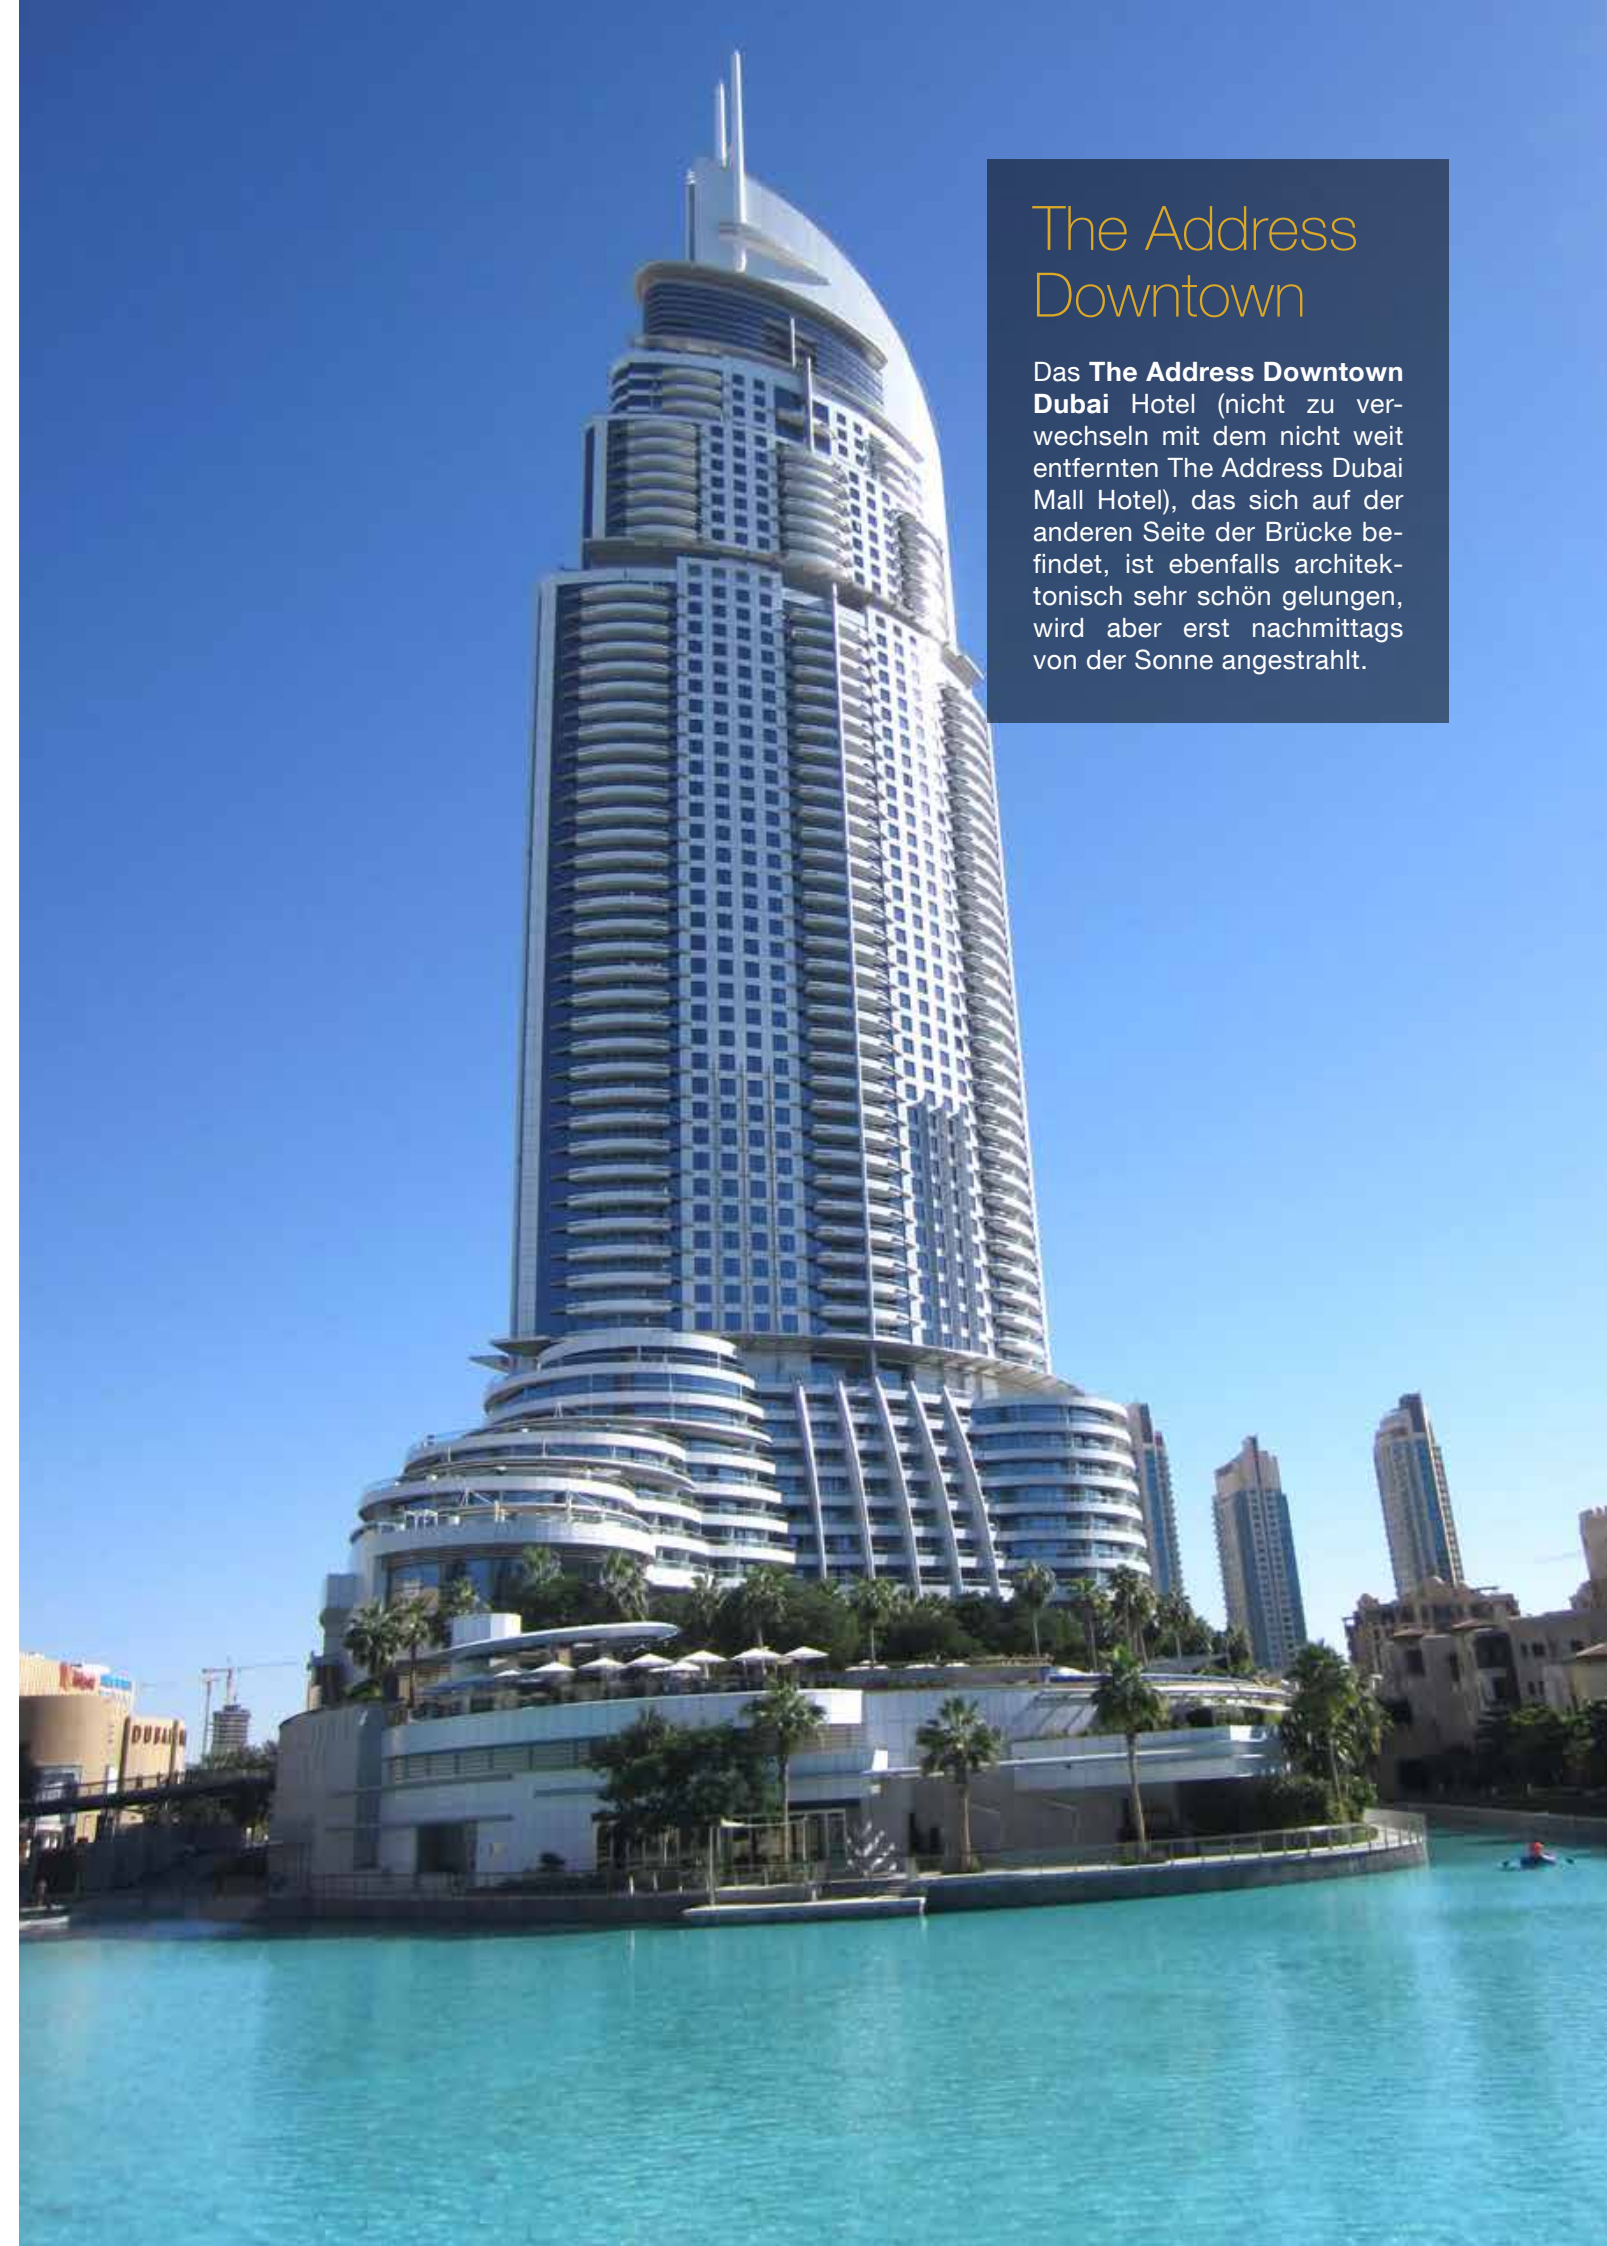 The Address
Downtown
Das The Address Downtown
Dubai Hotel (nicht zu ver-
wechseln mit dem nicht weit
entfernten The Address Dubai
Mall Hotel), das sich auf der
anderen Seite der Brücke be-
findet, ist ebenfalls architek-
tonisch sehr schön gelungen,
wird aber erst nachmittags
von der Sonne angestrahlt.